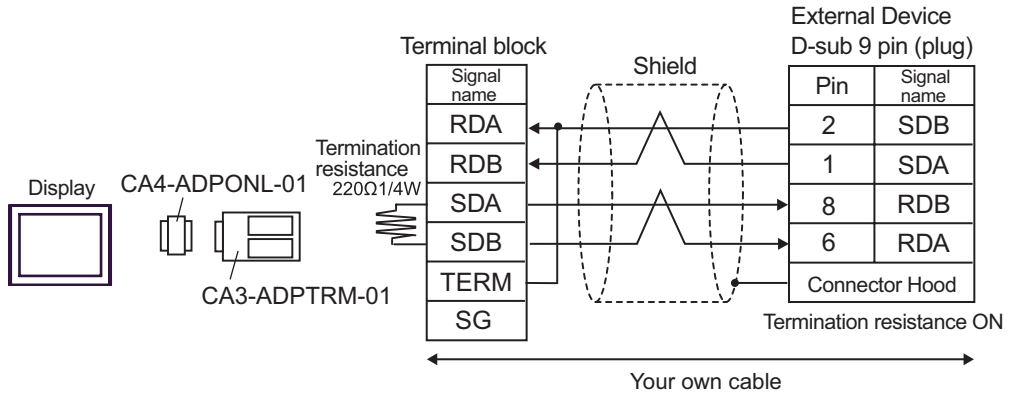 External Device
D-sub 9 pin (plug)
Terminal block
Shield
Signal name
RDA
RDB
SDA
SDB
TERM
SG
Termination
resistance
220Ω1/4W
Display
CA4-ADPONL-01
CA3-ADPTRM-01
Pin Signal name
2 SDB
1 SDA
8 RDB
6 RDA
Connector Hood
Termination resistance ON
Your own cable